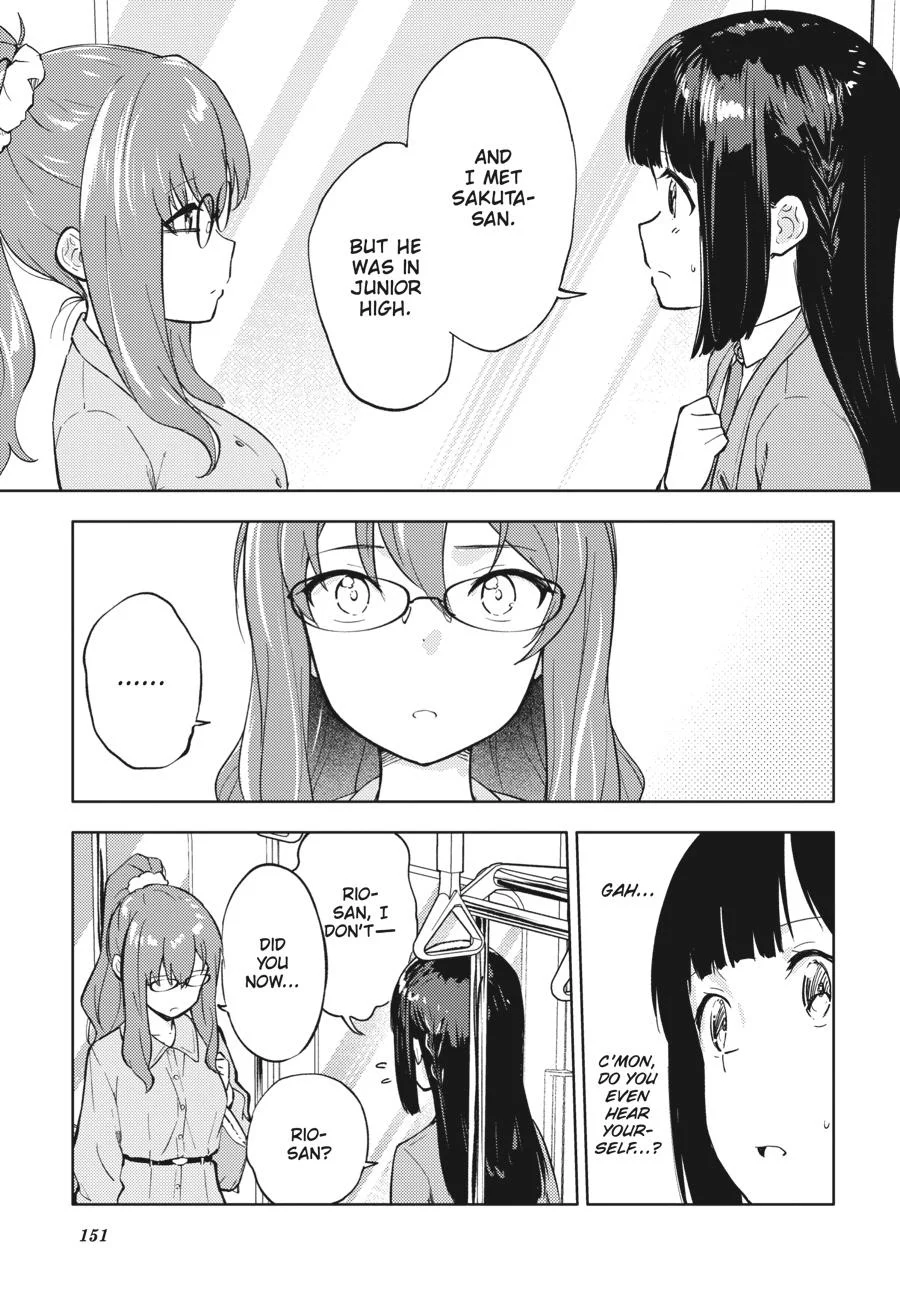 AND
I MET
SAKUTA-
SAN.
BUT HE
WAS IN
JUNIOR
HIGH.
......
GAH...
C'MON,
DO YOU
EVEN
HEAR
YOUR-
SELF...?
RIO-
SAN, I
DON'T—
DID
YOU
NOW...
RIO-
SAN?
151